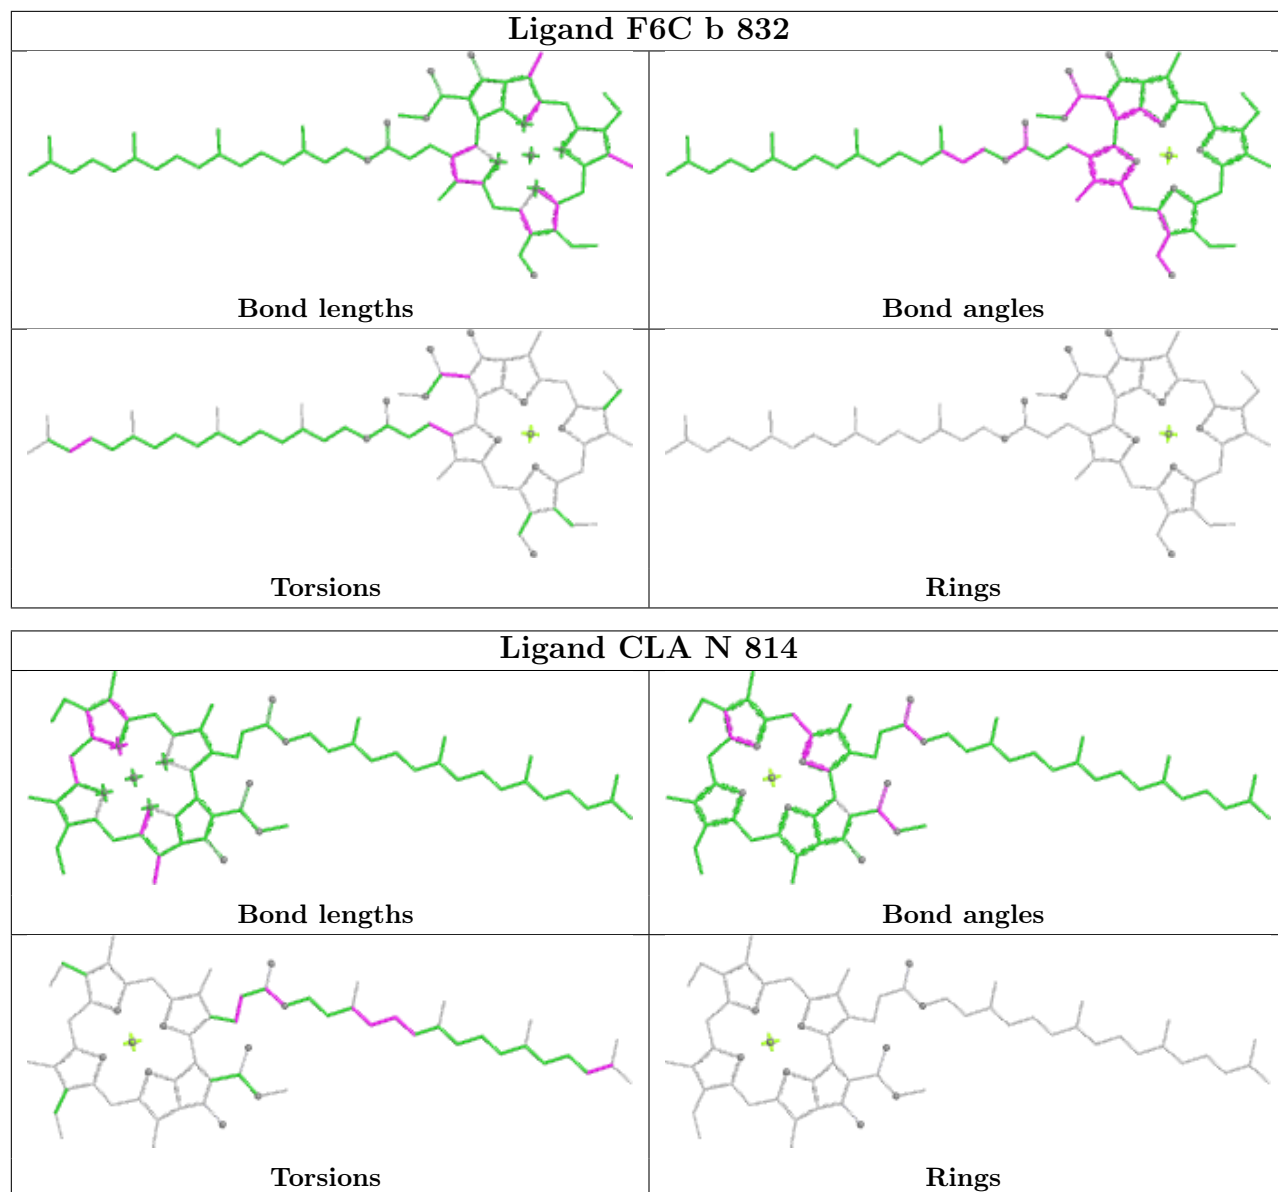 Ligand F6C b 832
Bond lengths
Bond angles
Torsions
Rings
Ligand CLA N 814
Bond lengths
Bond angles
Torsions
Rings